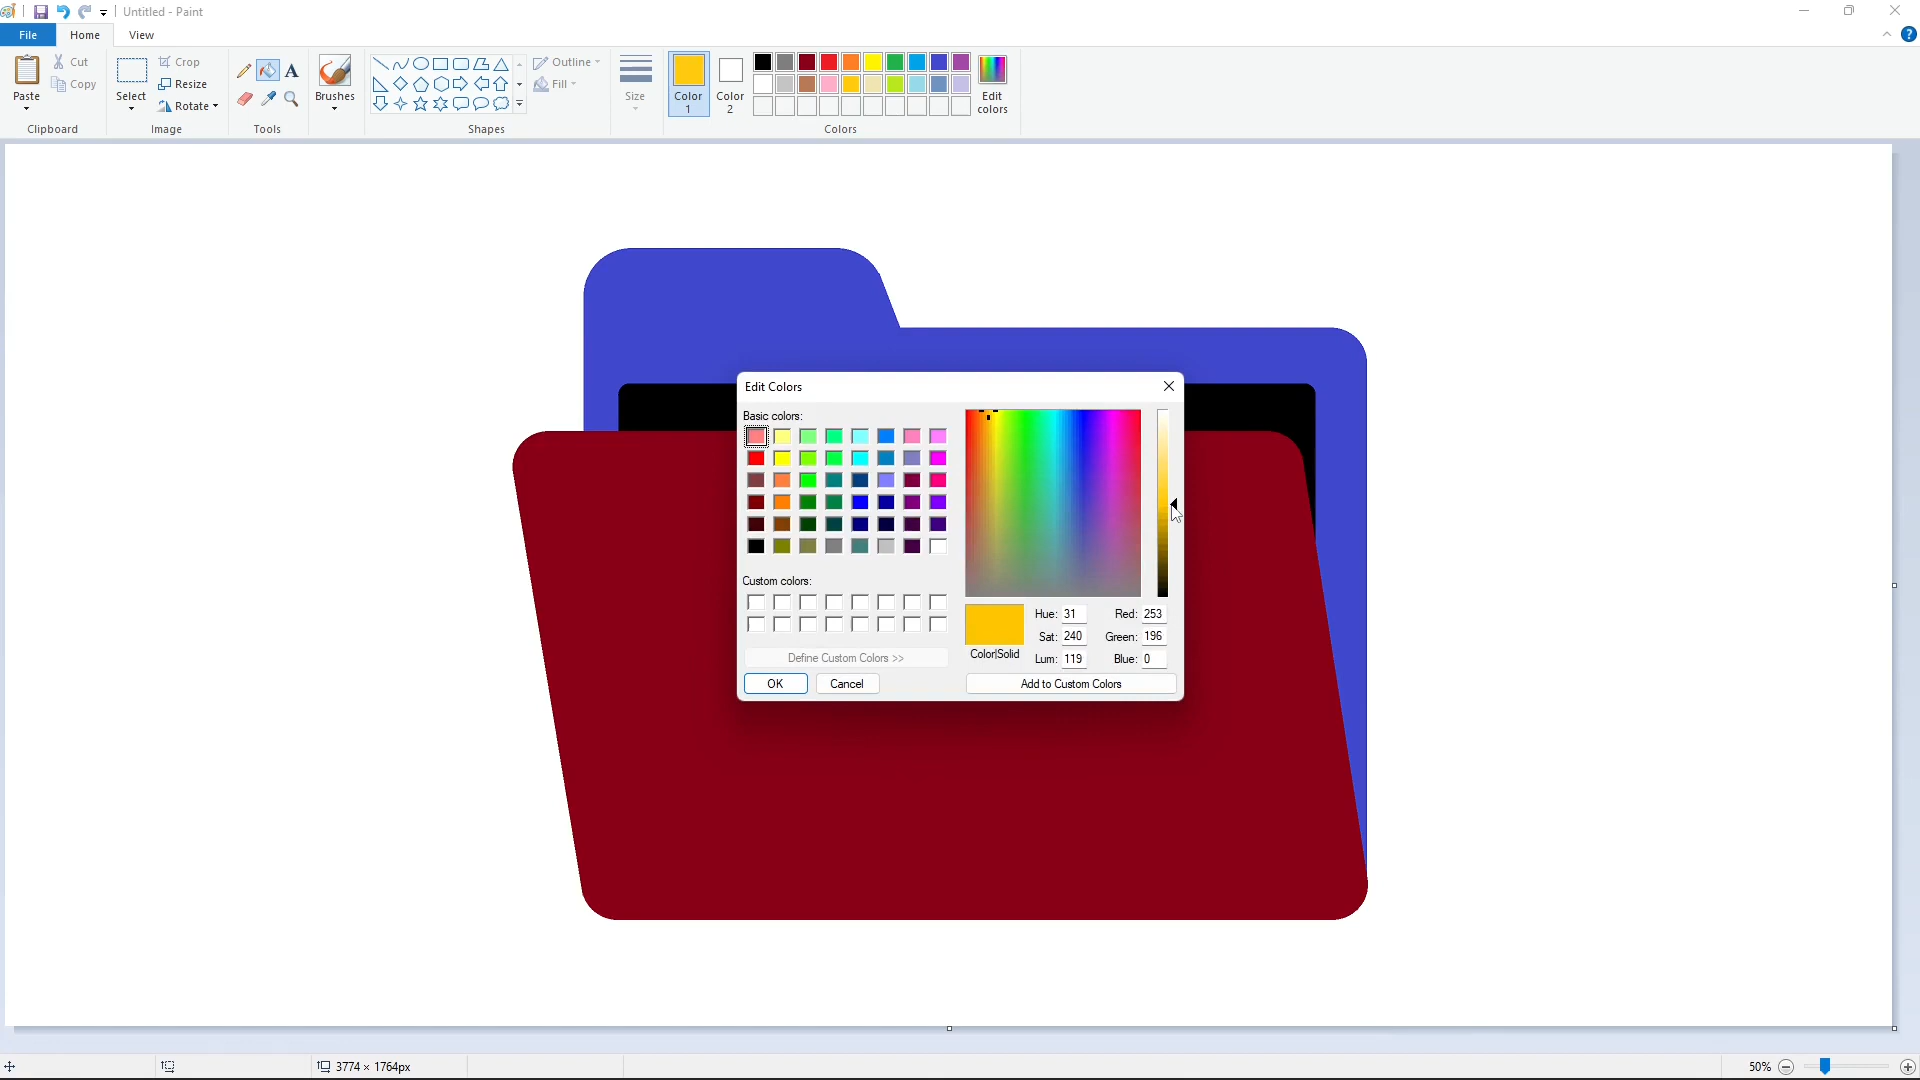 Untitled - Paint
File Home View
Paste
Cut
Copy
Clipboard
Select
Crop
Resize
Rotate
Image
A
Tools
Brushes
Shapes
Outline
Fill
Size
Color 1
Color 2
Edit colors
Colors
Edit Colors
Basic colors:
Custom colors:
Define Custom Colors >>
OK
Cancel
Color|Solid
Hue: 31
Sat: 240
Lum: 119
Red: 253
Green: 196
Blue: 0
Add to Custom Colors
3774 × 1764px
50%